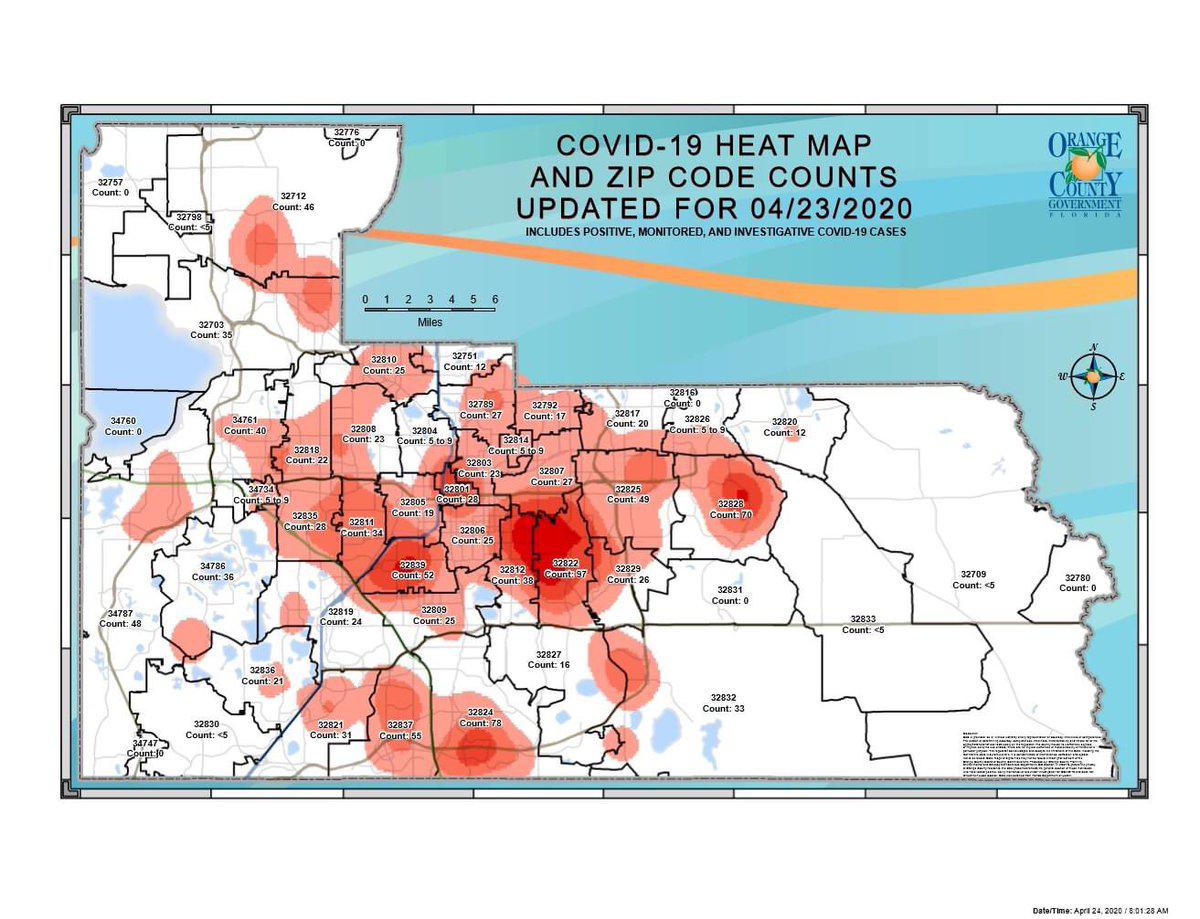 COVID-19 HEAT MAP
AND ZIP CODE COUNTS
UPDATED FOR 04/23/2020
INCLUDES POSITIVE, MONITORED, AND INVESTIGATIVE COVID-19 CASES
ORANGE
COUNTY
GOVERNMENT
FLORIDA
32776
Count: 0
32757
Count: 0
32712
Count: 46
32798
Count: <5
0 1 2 3 4 5 6
Miles
32703
Count: 35
N
W E
S
32810
Count: 25
32751
Count: 12
34760
Count: 0
34761
Count: 40
32808
Count: 23
32804
Count: 5 to 9
32789
Count: 27
32792
Count: 17
32817
Count: 20
32816
Count: 0
32826
Count: 5 to 9
32820
Count: 12
32814
Count: 5 to 9
32818
Count: 22
32803
Count: 23
32807
Count: 27
34734
Count: 5 to 9
32801
Count: 28
32825
Count: 49
32828
Count: 70
32805
Count: 19
32835
Count: 28
32811
Count: 34
32806
Count: 25
34786
Count: 36
32839
Count: 52
32812
Count: 38
32822
Count: 97
32829
Count: 26
32709
Count: <5
32780
Count: 0
32831
Count: 0
34787
Count: 48
32819
Count: 24
32809
Count: 25
32833
Count: <5
32827
Count: 16
32836
Count: 21
32832
Count: 33
32830
Count: <5
32821
Count: 31
32837
Count: 55
32824
Count: 78
34747
Count: 0
Date/Time: April 24, 2020 / 8:01:28 AM